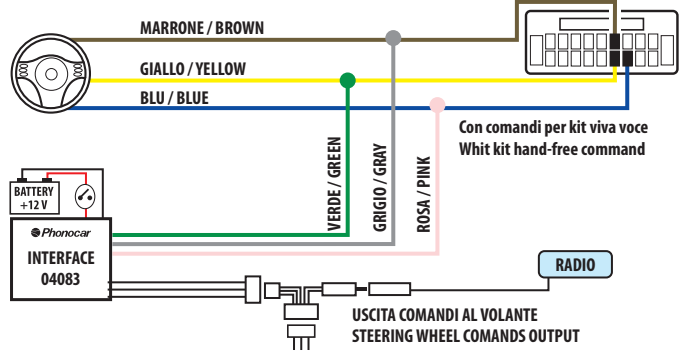 MARRONE / BROWN
GIALLO / YELLOW
BLU / BLUE
Con comandi per kit viva voce
Whit kit hand-free command
VERDE / GREEN
GRIGIO / GRAY
ROSA / PINK
BATTERY
+12 V
Phonocar
INTERFACE
04083
RADIO
USCITA COMANDI AL VOLANTE
STEERING WHEEL COMANDS OUTPUT